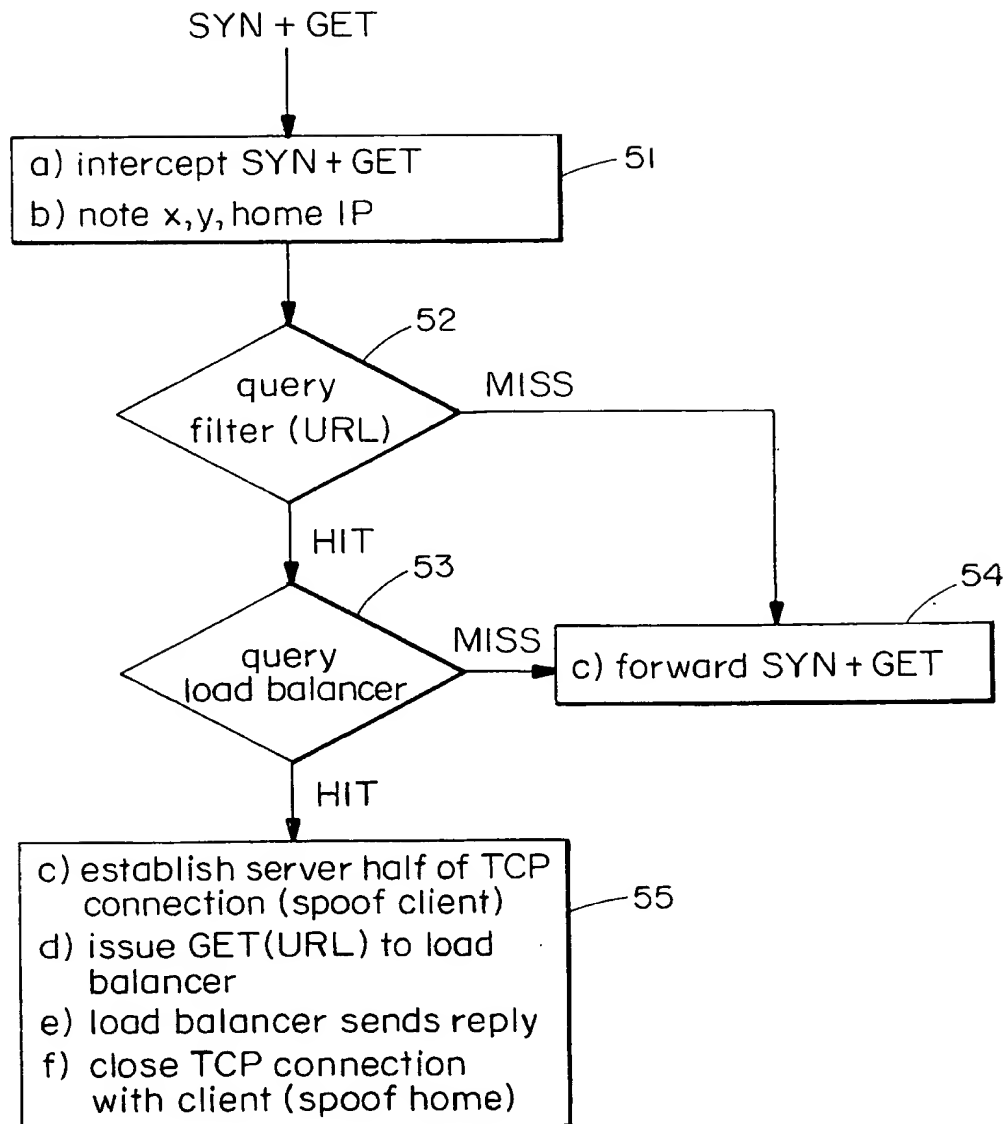 SYN + GET
a) intercept SYN + GET
b) note x, y, home IP
51
52
query
filter (URL)
MISS
HIT
53
54
query
load balancer
MISS
c) forward SYN + GET
HIT
c) establish server half of TCP
connection (spoof client)
d) issue GET(URL) to load
balancer
e) load balancer sends reply
f) close TCP connection
with client (spoof home)
55